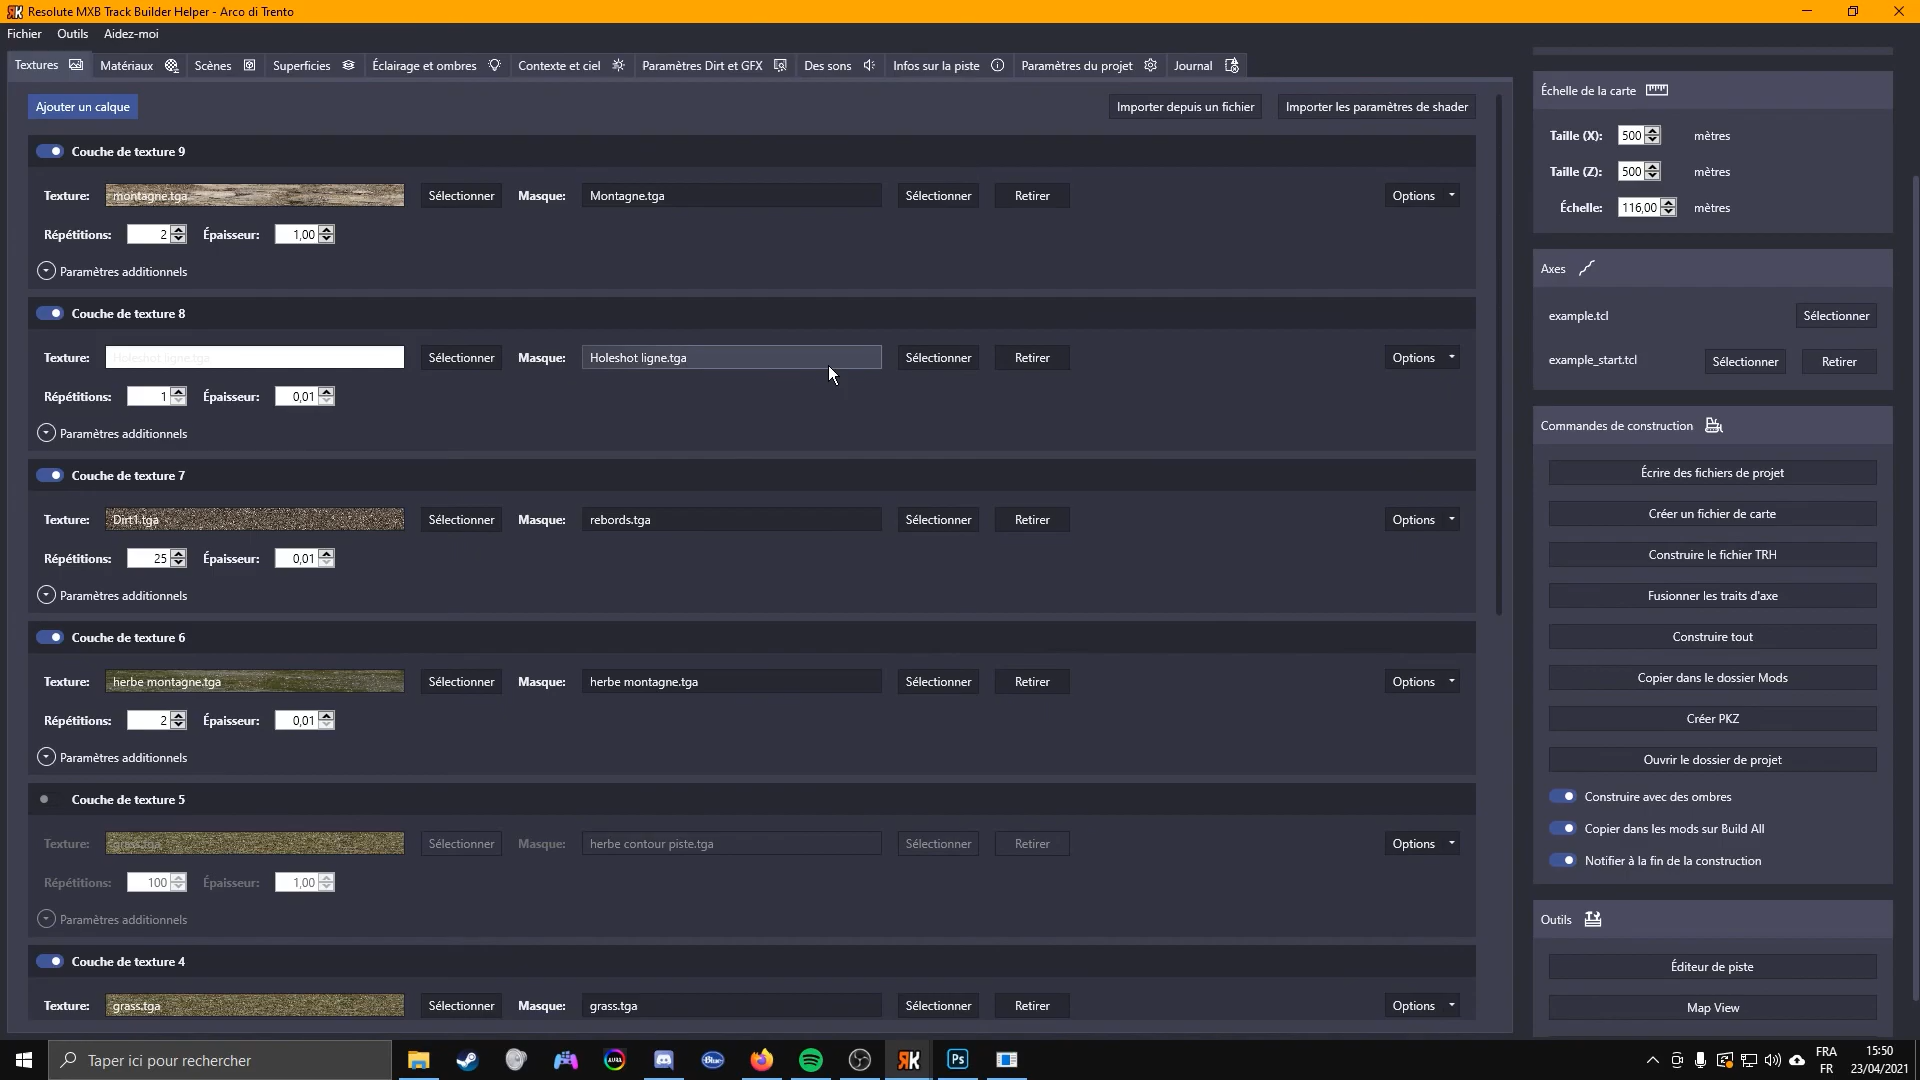 Resolute MXB Track Builder Helper - Arco di Trento
Fichier Outils Aidez-moi
Textures Matériaux Scènes Superficies Éclairage et ombres Contexte et ciel Paramètres Dirt et GFX Des sons Infos sur la piste Paramètres du projet Journal
Ajouter un calque Importer depuis un fichier Importer les paramètres de shader
Couche de texture 9
Texture: montagne.tga Sélectionner Masque: Montagne.tga Sélectionner Retirer Options
Répétitions: 2 Épaisseur: 1,00
Paramètres additionnels
Couche de texture 8
Texture: Holeshot ligne.tga Sélectionner Masque: Holeshot ligne.tga Sélectionner Retirer Options
Répétitions: 1 Épaisseur: 0,01
Paramètres additionnels
Couche de texture 7
Texture: Dirt1.tga Sélectionner Masque: rebords.tga Sélectionner Retirer Options
Répétitions: 25 Épaisseur: 0,01
Paramètres additionnels
Couche de texture 6
Texture: herbe montagne.tga Sélectionner Masque: herbe montagne.tga Sélectionner Retirer Options
Répétitions: 2 Épaisseur: 0,01
Paramètres additionnels
Couche de texture 5
Texture: grass.tga Sélectionner Masque: herbe contour piste.tga Sélectionner Retirer Options
Répétitions: 100 Épaisseur: 1,00
Paramètres additionnels
Couche de texture 4
Texture: grass.tga Sélectionner Masque: grass.tga Sélectionner Retirer Options
Échelle de la carte
Taille (X): 500 mètres
Taille (Z): 500 mètres
Échelle: 116,00 mètres
Axes
example.tcl Sélectionner
example_start.tcl Sélectionner Retirer
Commandes de construction
Écrire des fichiers de projet
Créer un fichier de carte
Construire le fichier TRH
Fusionner les traits d'axe
Construire tout
Copier dans le dossier Mods
Créer PKZ
Ouvrir le dossier de projet
Construire avec des ombres
Copier dans les mods sur Build All
Notifier à la fin de la construction
Outils
Éditeur de piste
Map View
Taper ici pour rechercher
AURA
Blue
RK
Ps
FRA
FR
15:50
23/04/2021